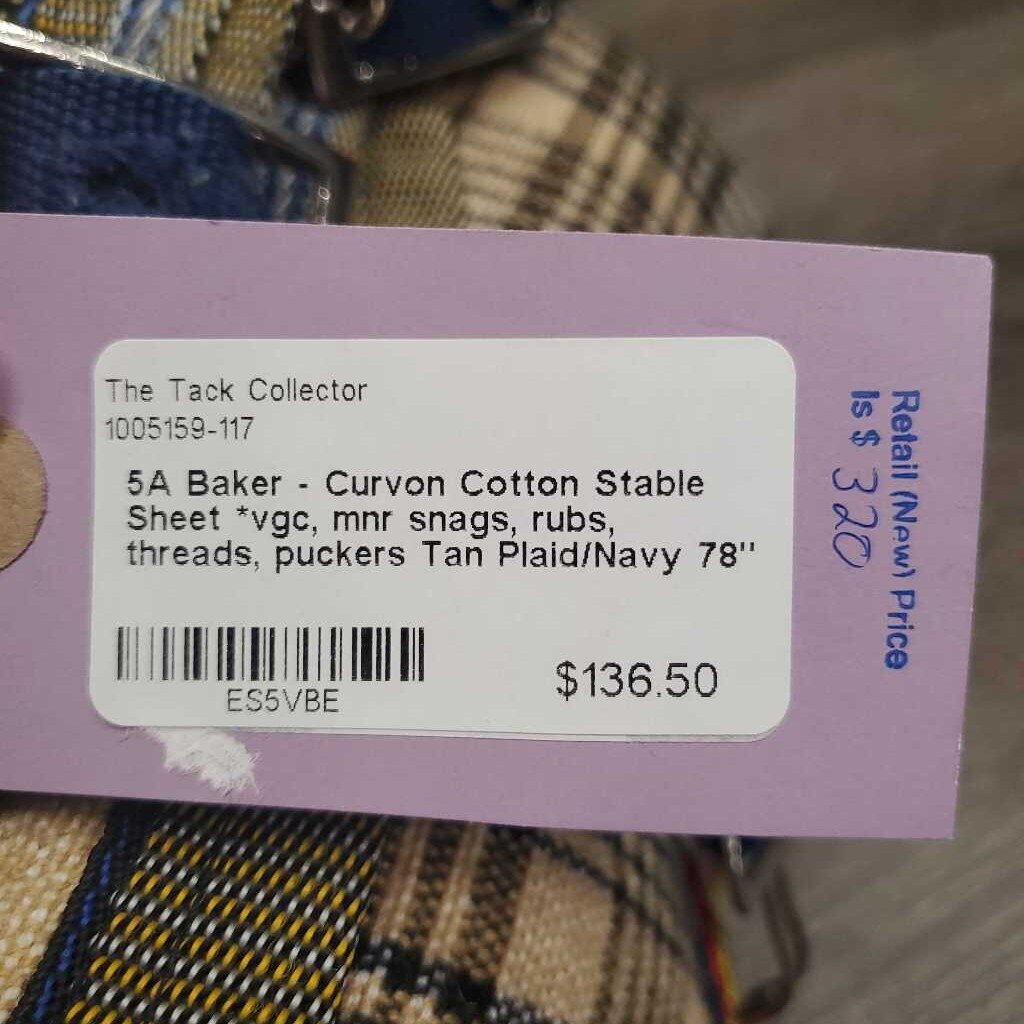 The Tack Collector
1005159-117
5A Baker - Curvon Cotton Stable
Sheet *vgc, mnr snags, rubs,
threads, puckers Tan Plaid/Navy 78"
ES5VBE
$136.50
Retail (New) Price
Is $ 320